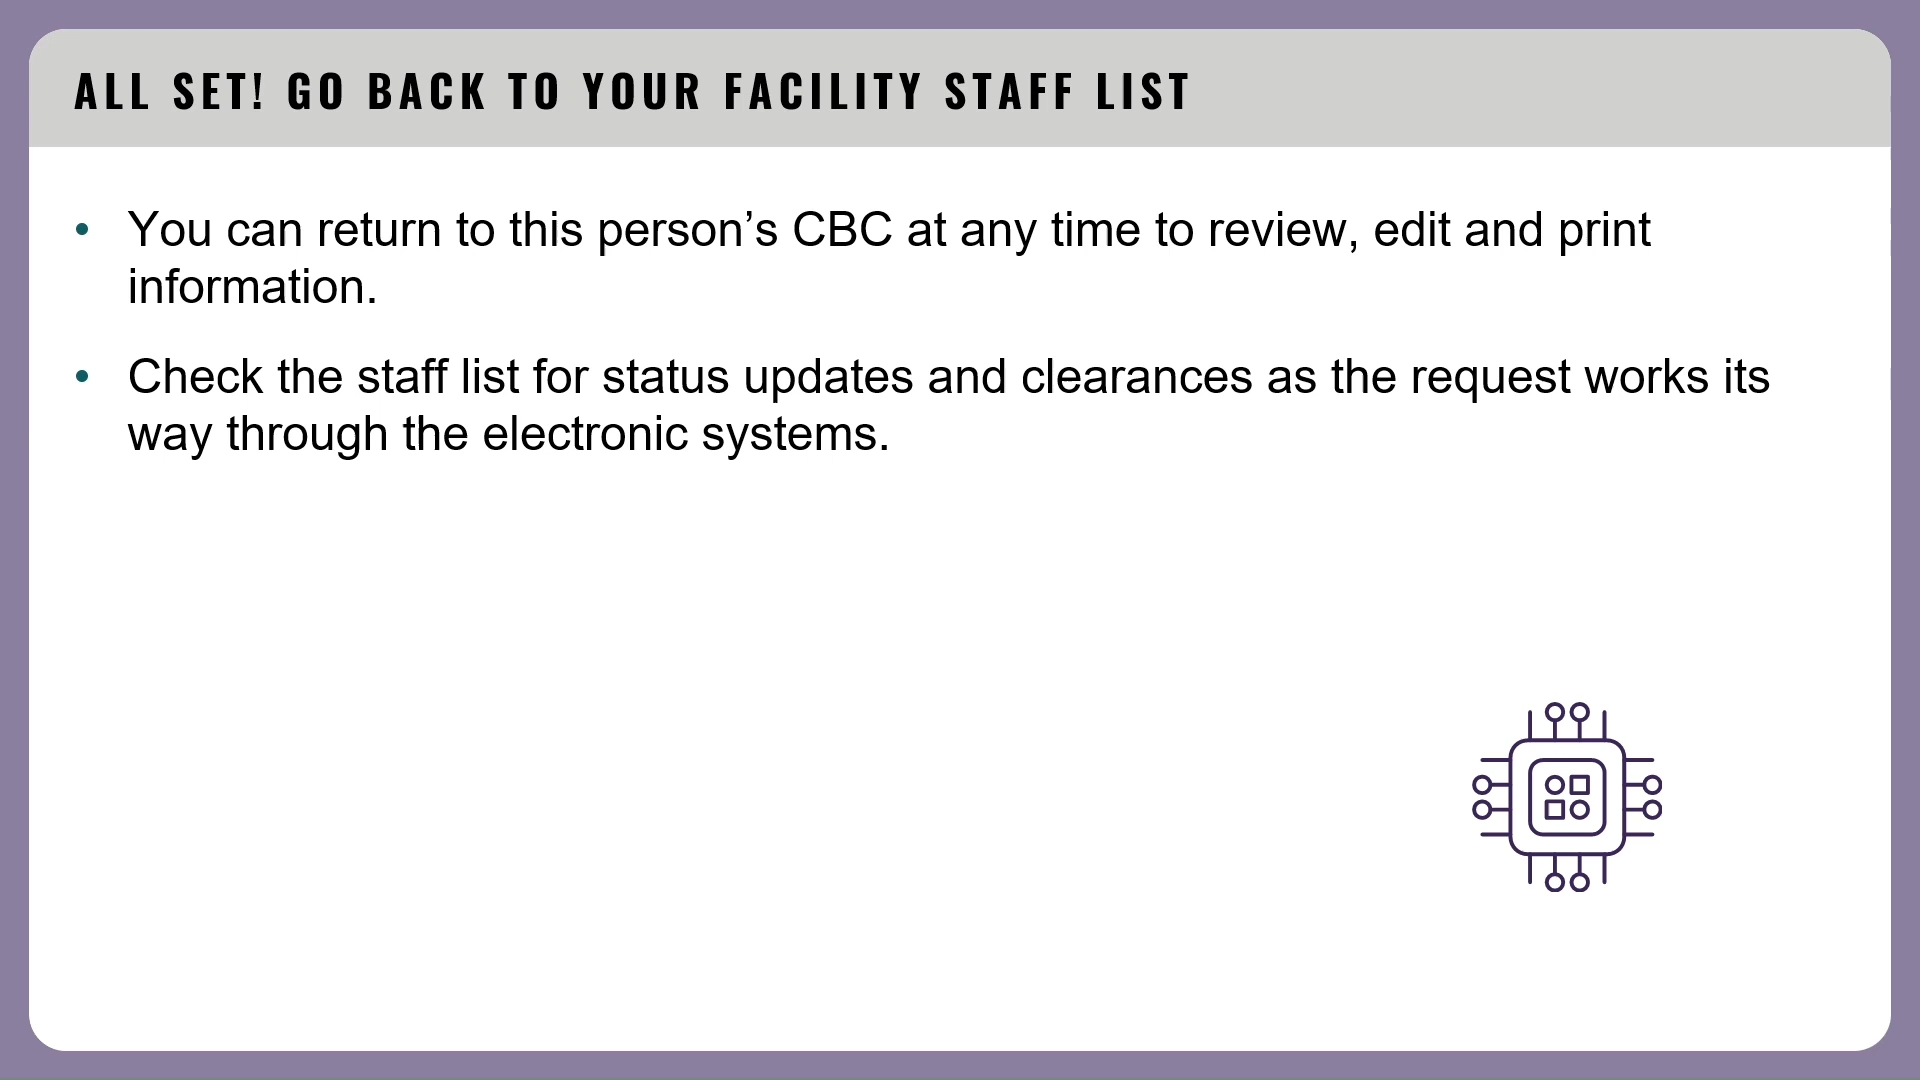 ALL SET! GO BACK TO YOUR FACILITY STAFF LIST
• You can return to this person’s CBC at any time to review, edit and print
information.
• Check the staff list for status updates and clearances as the request works its
way through the electronic systems.